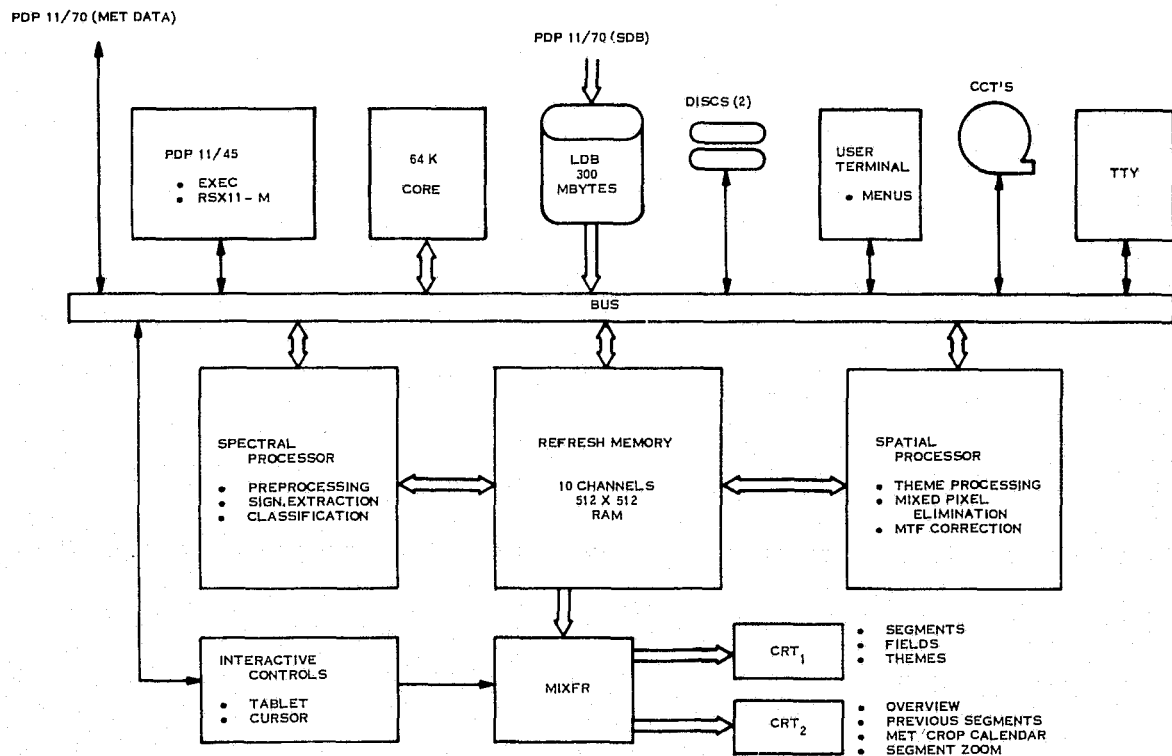 PDP 11/70 (MET DATA)
PDP 11/70 (SDB)
DISCS (2)
CCT'S
PDP 11/45
• EXEC
• RSX11 - M
64 K
CORE
LDB
300
MBYTES
USER
TERMINAL
• MENUS
TTY
BUS
SPECTRAL
PROCESSOR
• PREPROCESSING
• SIGN.EXTRACTION
• CLASSIFICATION
REFRESH MEMORY
10 CHANNELS
512 X 512
RAM
SPATIAL
PROCESSOR
• THEME PROCESSING
• MIXED PIXEL
ELIMINATION
• MTF CORRECTION
INTERACTIVE
CONTROLS
• TABLET
• CURSOR
MIXFR
CRT1
• SEGMENTS
• FIELDS
• THEMES
CRT2
• OVERVIEW
• PREVIOUS SEGMENTS
• MET/CROP CALENDAR
• SEGMENT ZOOM